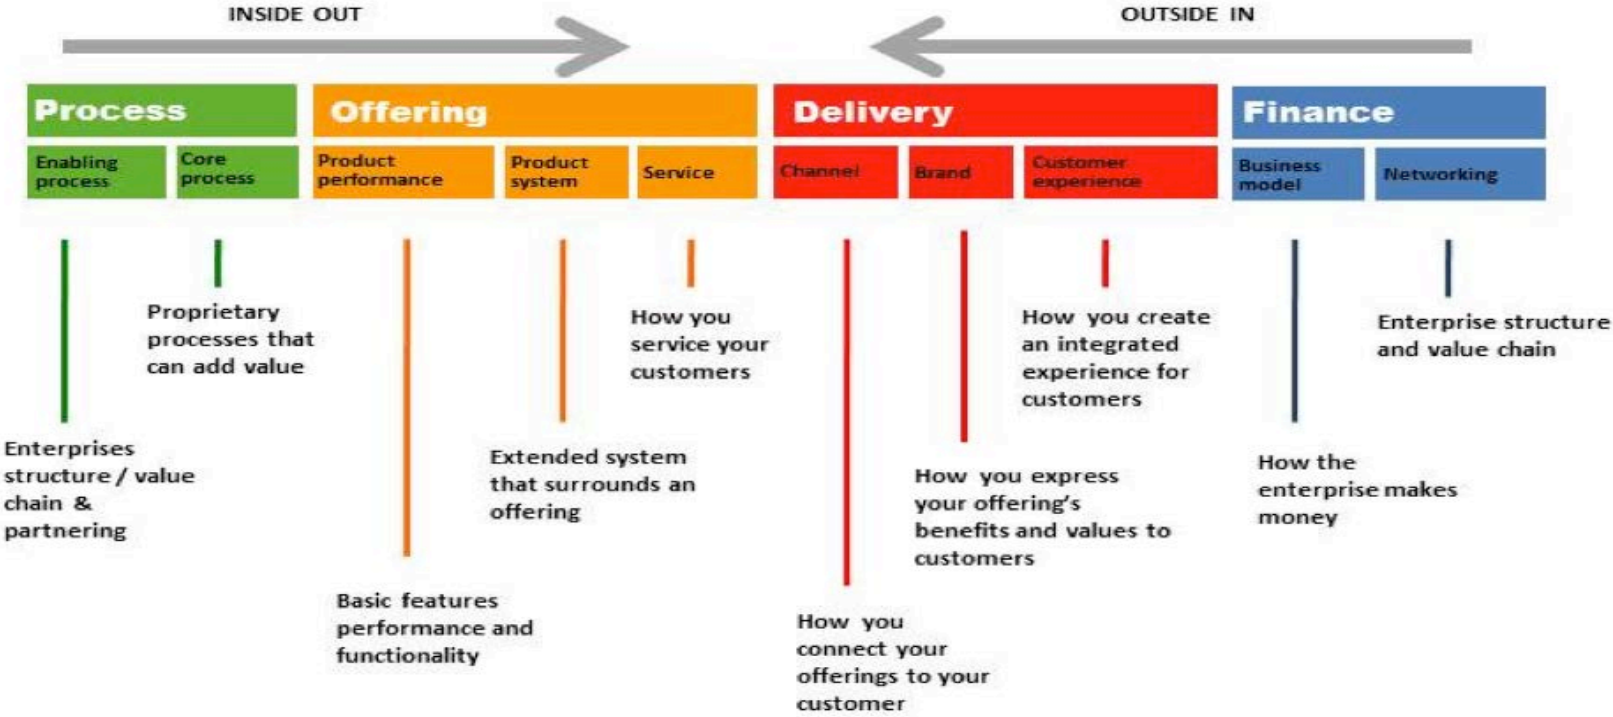 INSIDE OUT
OUTSIDE IN
Process
Offering
Delivery
Finance
Enabling
process
Core
process
Product
performance
Product
system
Service
Channel
Brand
Customer
experience
Business
model
Networking
Proprietary
processes that
can add value
Enterprises
structure / value
chain &
partnering
Basic features
performance and
functionality
Extended system
that surrounds an
offering
How you
service your
customers
How you
connect your
offerings to your
customer
How you express
your offering's
benefits and values to
customers
How you create
an integrated
experience for
customers
How the
enterprise makes
money
Enterprise structure
and value chain